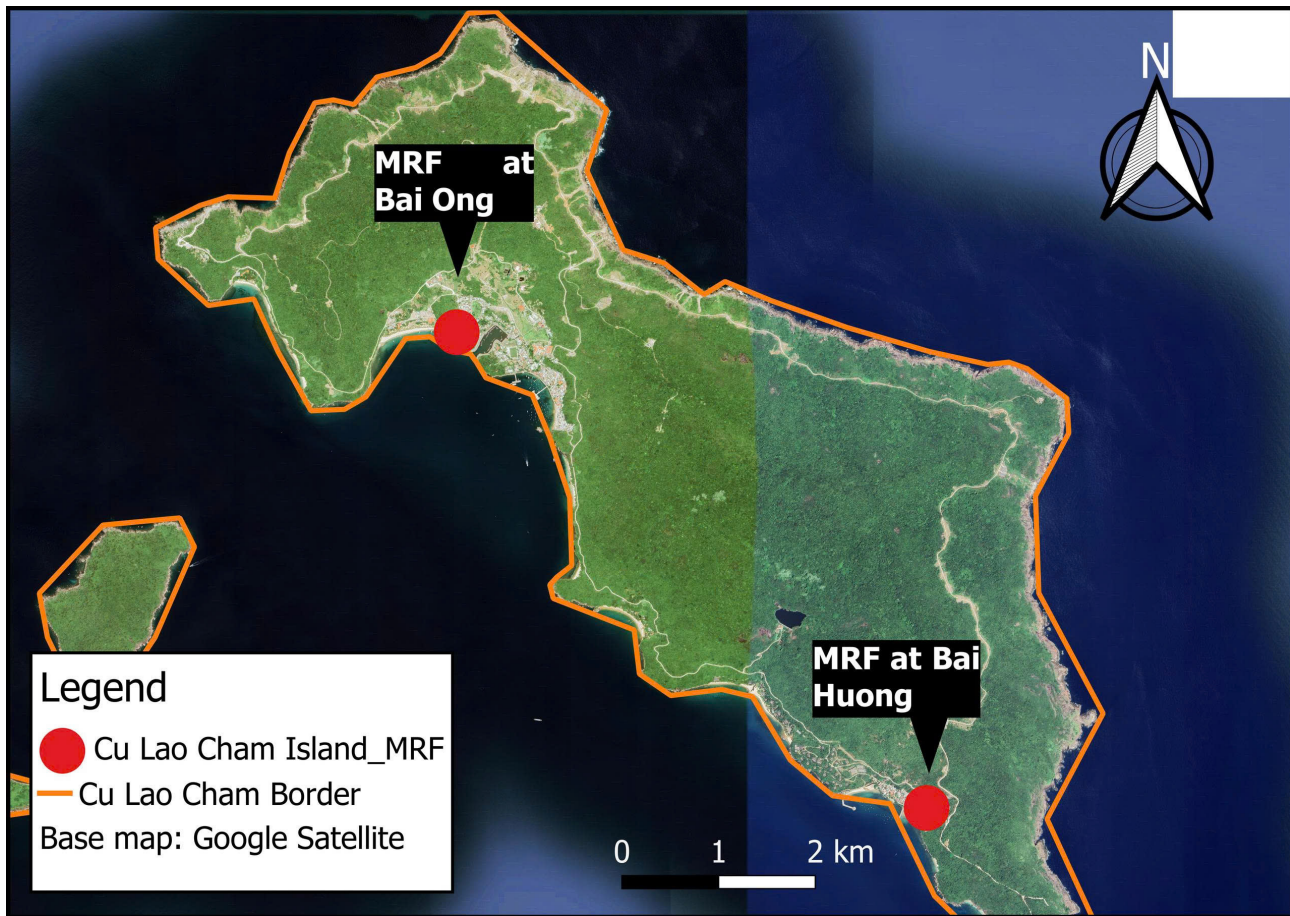 N
MRF at
Bai Ong
MRF at Bai
Huong
Legend
Cu Lao Cham Island_MRF
Cu Lao Cham Border
Base map: Google Satellite
0 1 2 km